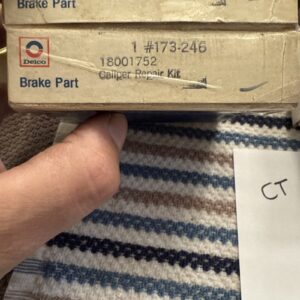 Brake Part
1 #173-246
18001752
Caliper Repair Kit
Delco
Brake Part
CT